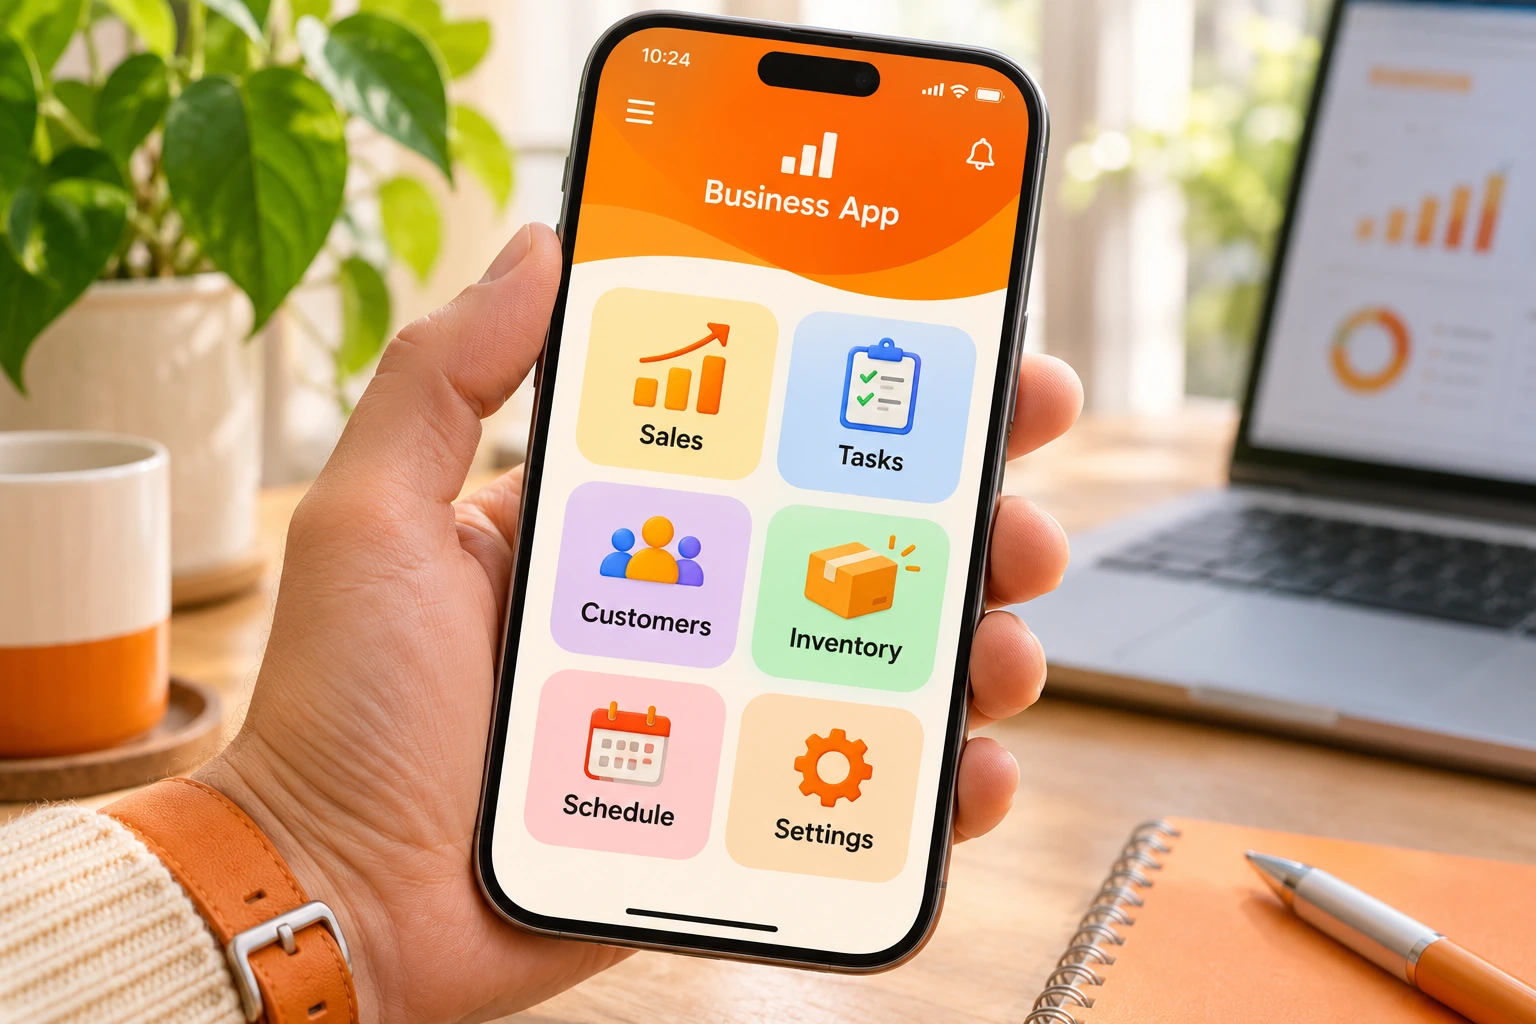 10:24
Business App
Sales
Tasks
Customers
Inventory
Schedule
Settings